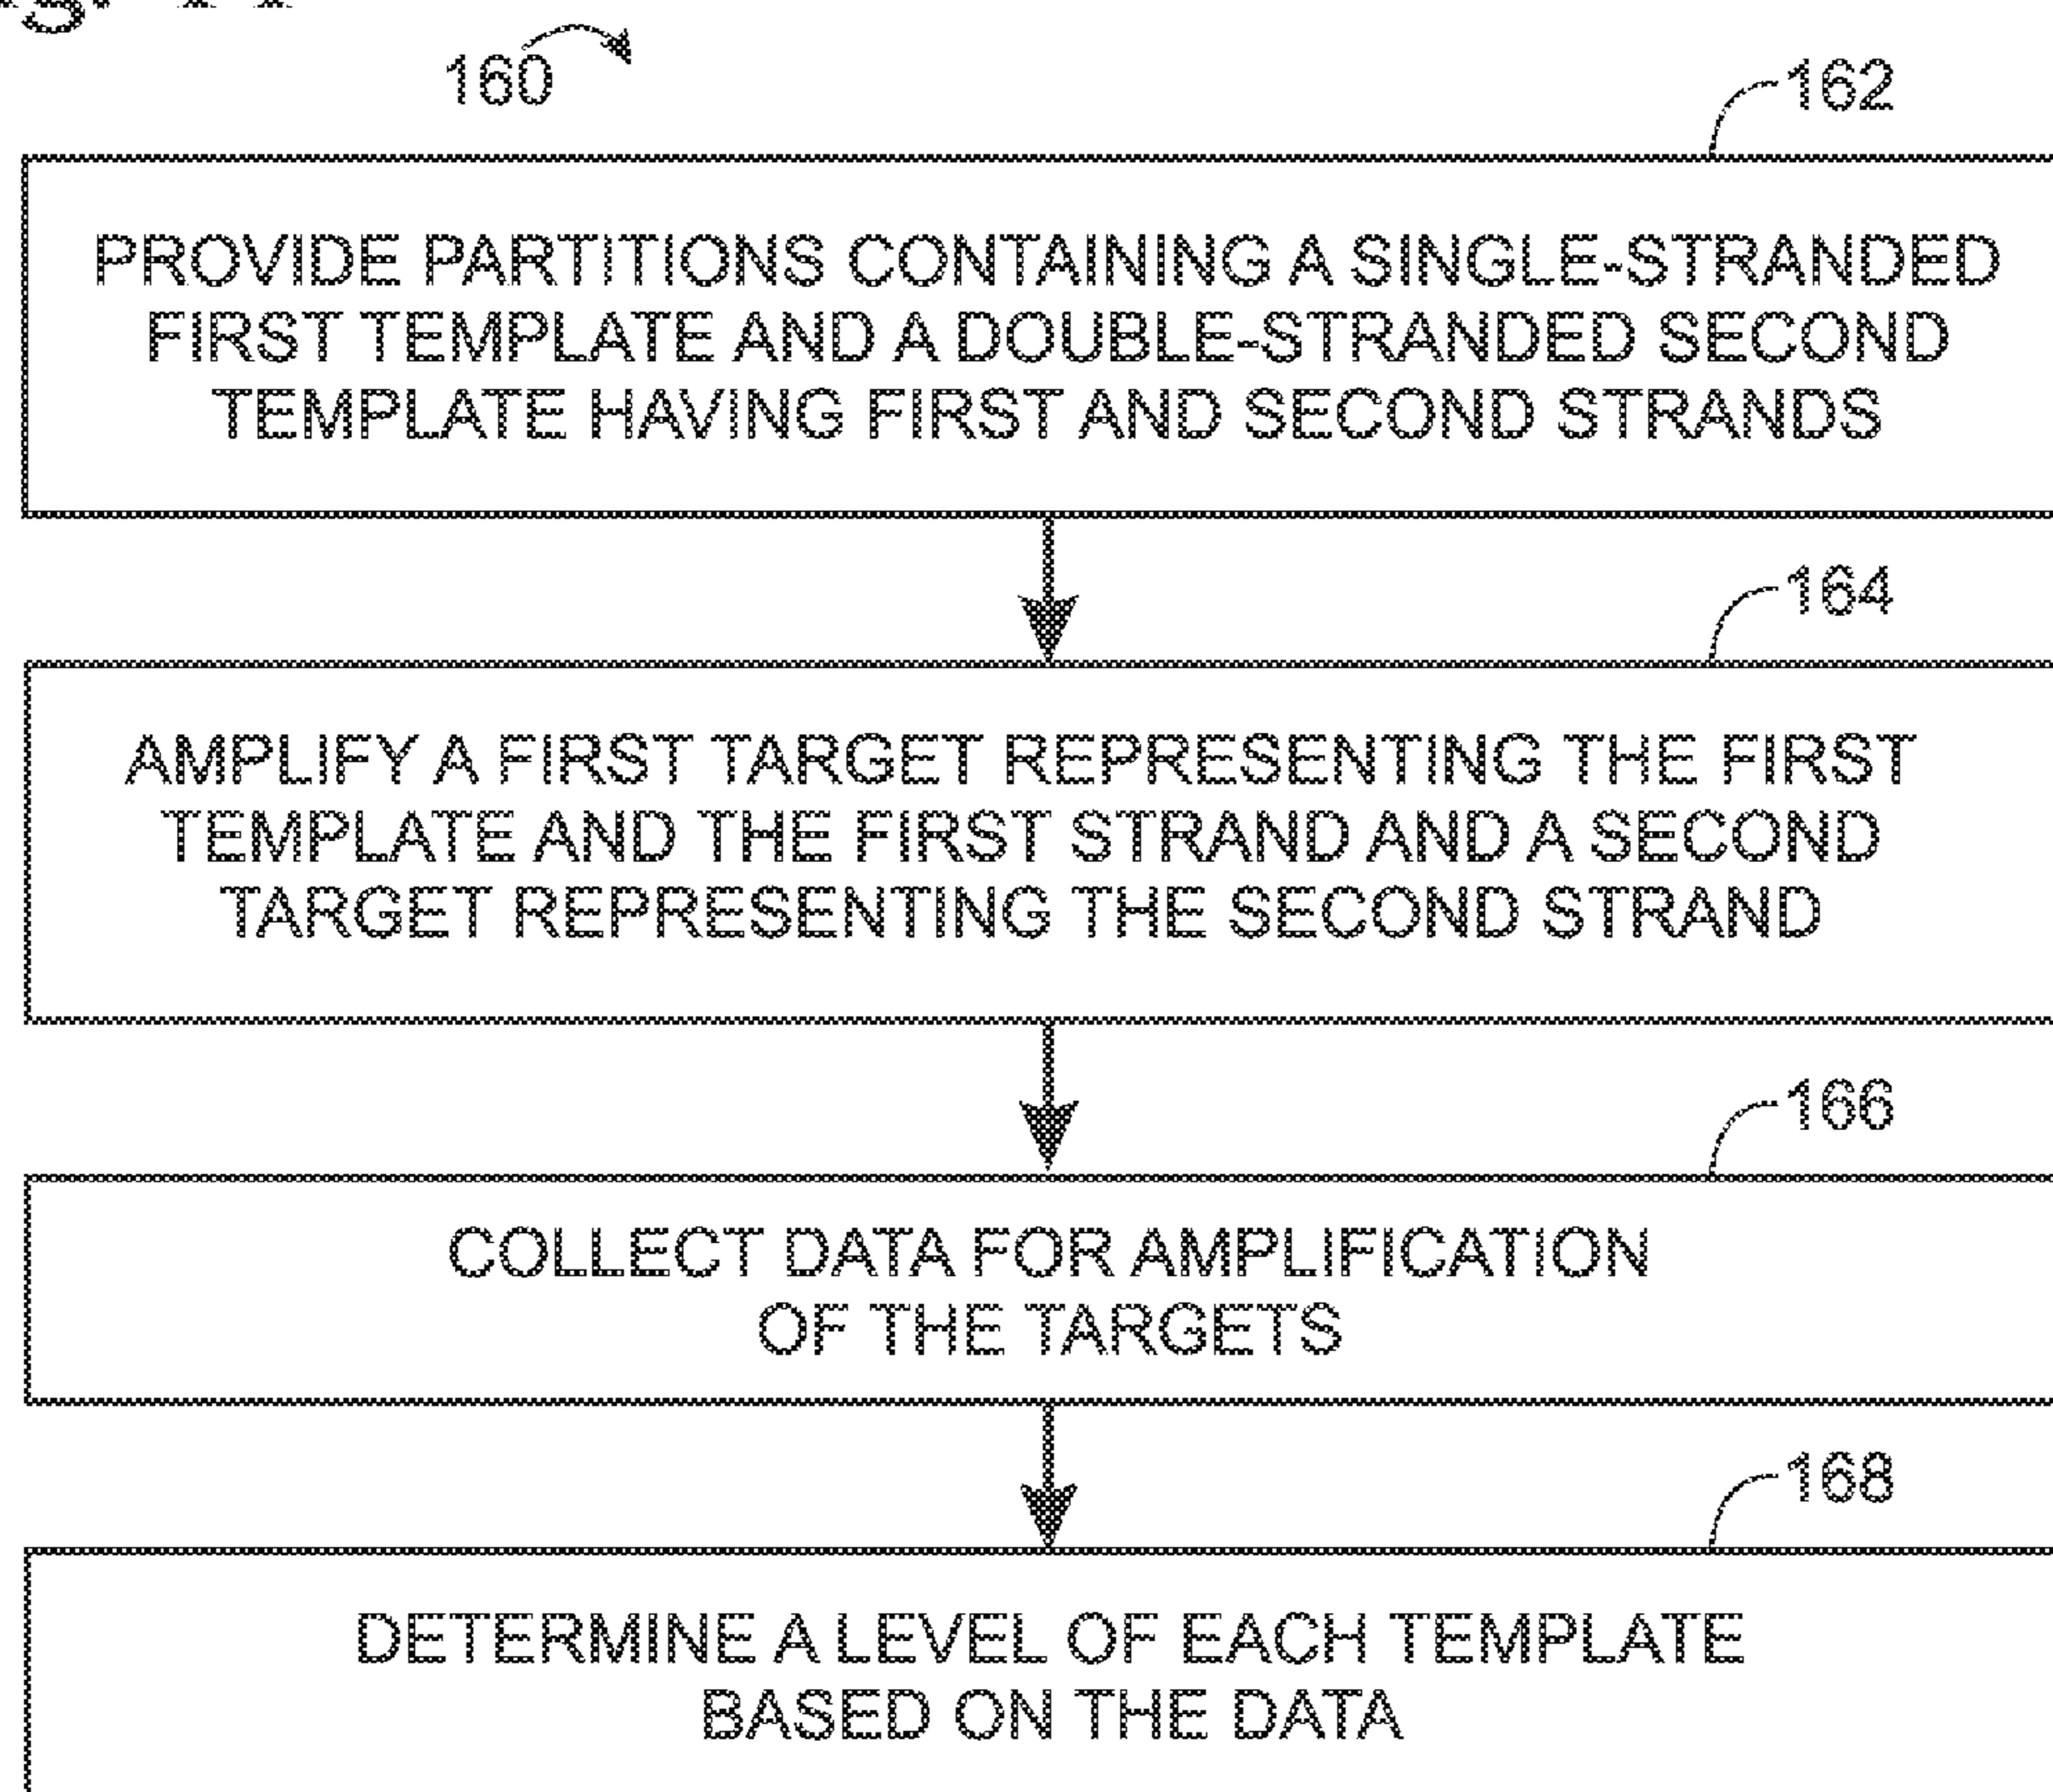 160
162
PROVIDE PARTITIONS CONTAINING A SINGLE-STRANDED
FIRST TEMPLATE AND A DOUBLE-STRANDED SECOND
TEMPLATE HAVING FIRST AND SECOND STRANDS
164
AMPLIFY A FIRST TARGET REPRESENTING THE FIRST
TEMPLATE AND THE FIRST STRAND AND A SECOND
TARGET REPRESENTING THE SECOND STRAND
166
COLLECT DATA FOR AMPLIFICATION
OF THE TARGETS
168
DETERMINE A LEVEL OF EACH TEMPLATE
BASED ON THE DATA